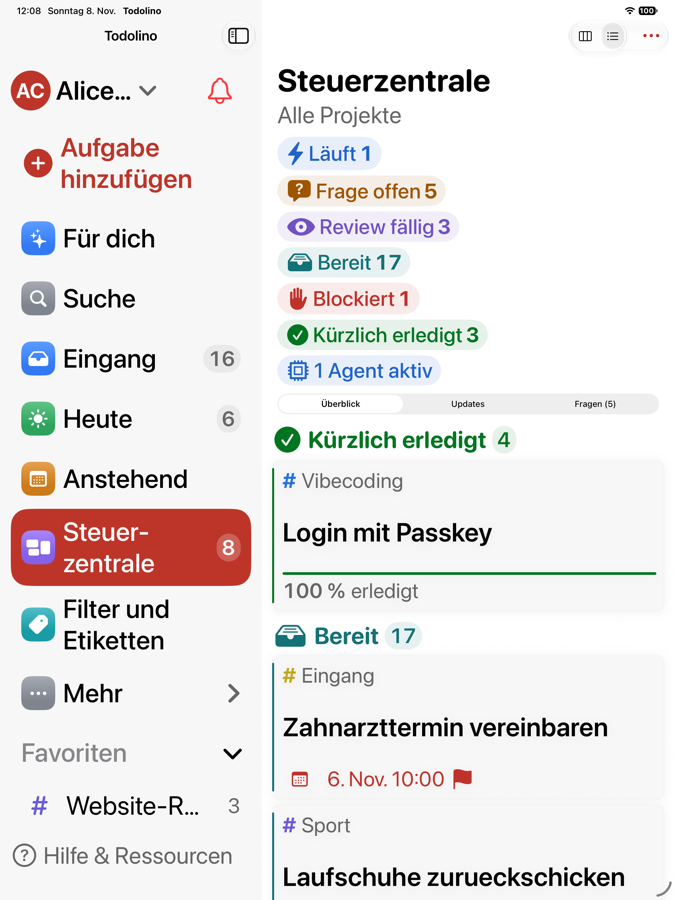 12:08 Sonntag 8. Nov. Todolino
100
Todolino
AC Alice...
Aufgabe
hinzufügen
Für dich
Suche
Eingang 16
Heute 6
Anstehend
Steuer-
zentrale 8
Filter und
Etiketten
Mehr
Favoriten
# Website-R... 3
? Hilfe & Ressourcen
Steuerzentrale
Alle Projekte
Läuft 1
? Frage offen 5
Review fällig 3
Bereit 17
Blockiert 1
Kürzlich erledigt 3
1 Agent aktiv
Überblick Updates Fragen (5)
Kürzlich erledigt 4
# Vibecoding
Login mit Passkey
100 % erledigt
Bereit 17
# Eingang
Zahnarzttermin vereinbaren
6. Nov. 10:00
# Sport
Laufschuhe zurueckschicken